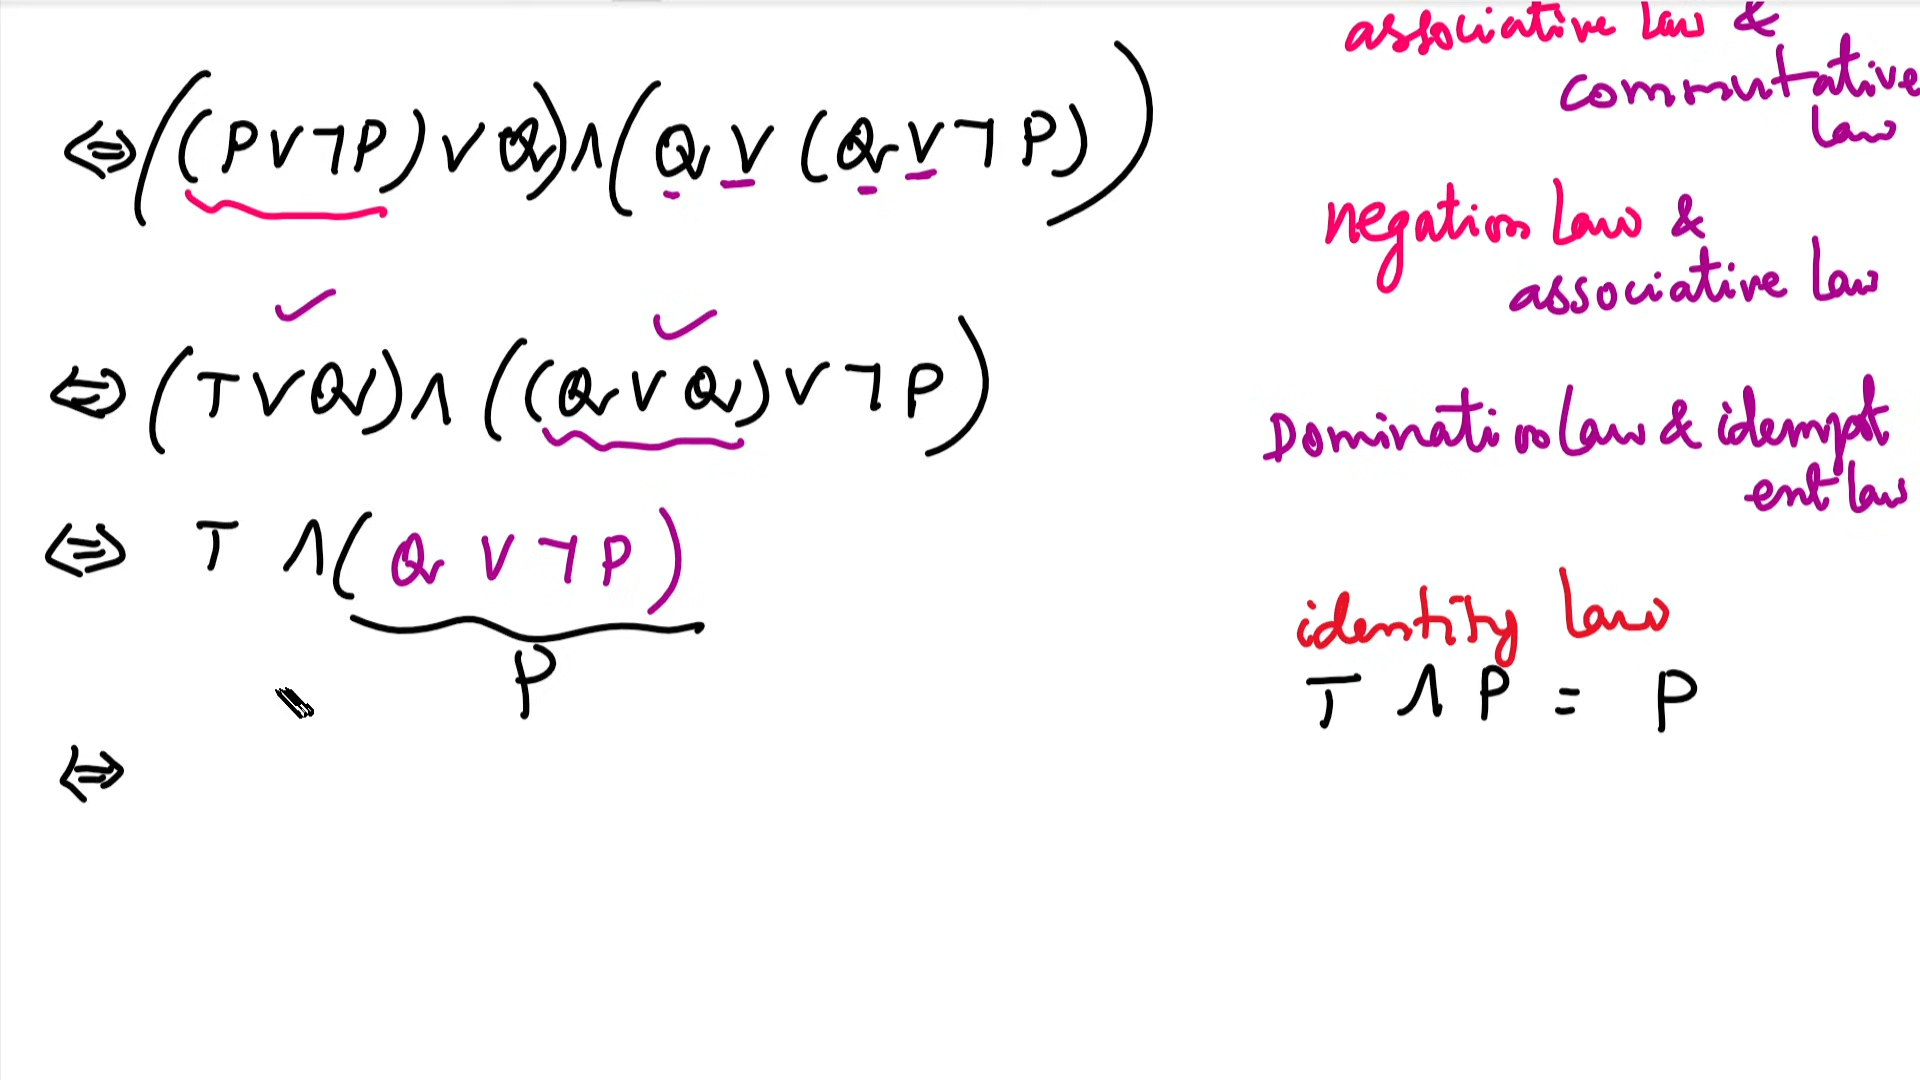 associative law &
commutative
law
⇔ ((P∨¬P)∨Q)∧(Q∨(Q∨¬P))
negation law &
associative law
⇔ (T∨Q)∧((Q∨Q)∨¬P)
Domination law & idempot
ent law
⇔ T ∧(Q ∨ ¬P)
P
identity law
T ∧ P = P
⇔